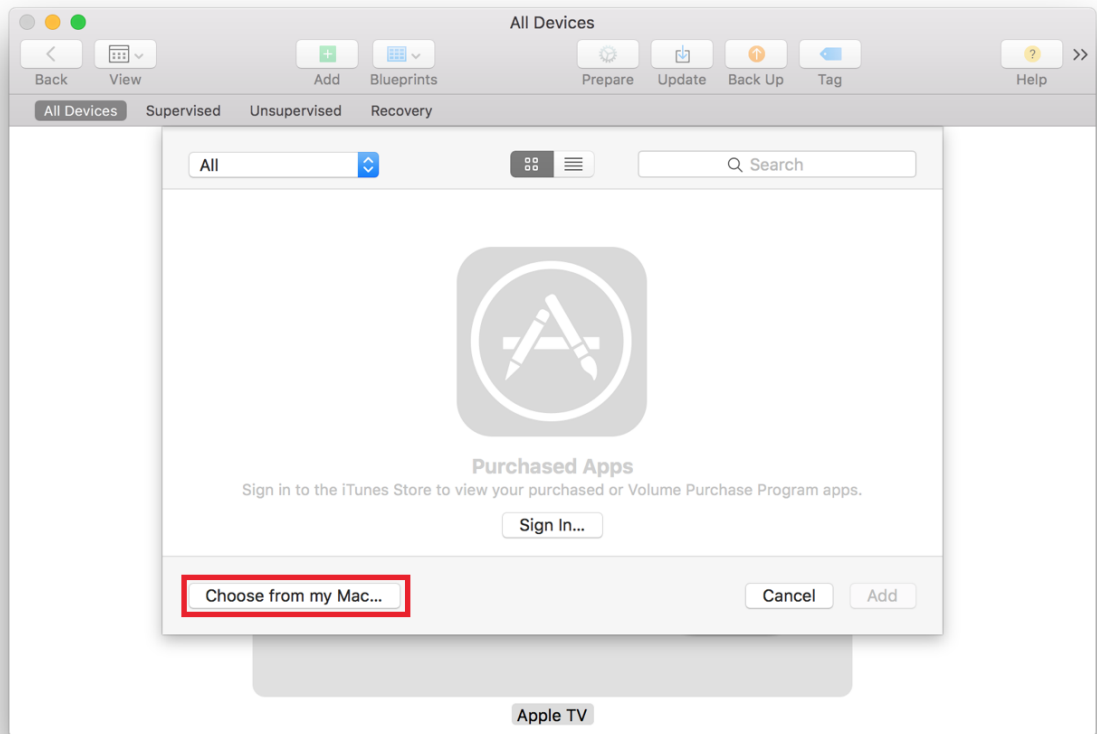 All Devices
Back View Add Blueprints Prepare Update Back Up Tag ? Help
All Devices Supervised Unsupervised Recovery
All Search
Purchased Apps
Sign in to the iTunes Store to view your purchased or Volume Purchase Program apps.
Sign In...
Choose from my Mac... Cancel Add
Apple TV